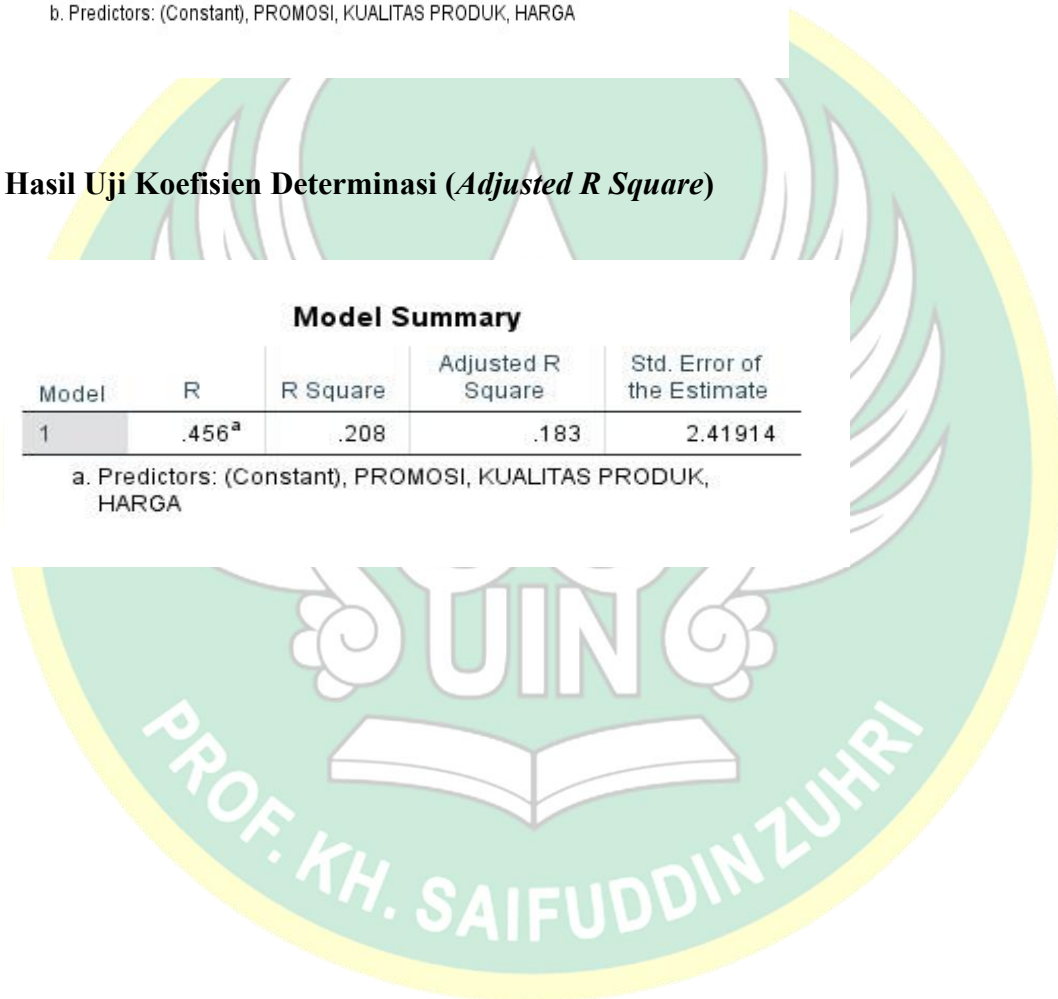 b. Predictors: (Constant), PROMOSI, KUALITAS PRODUK, HARGA
Hasil Uji Koefisien Determinasi (Adjusted R Square)
Model Summary
Model R R Square Adjusted R Square Std. Error of the Estimate
1 .456a .208 .183 2.41914
a. Predictors: (Constant), PROMOSI, KUALITAS PRODUK,
HARGA
UIN
PROF. KH. SAIFUDDIN ZUHRI